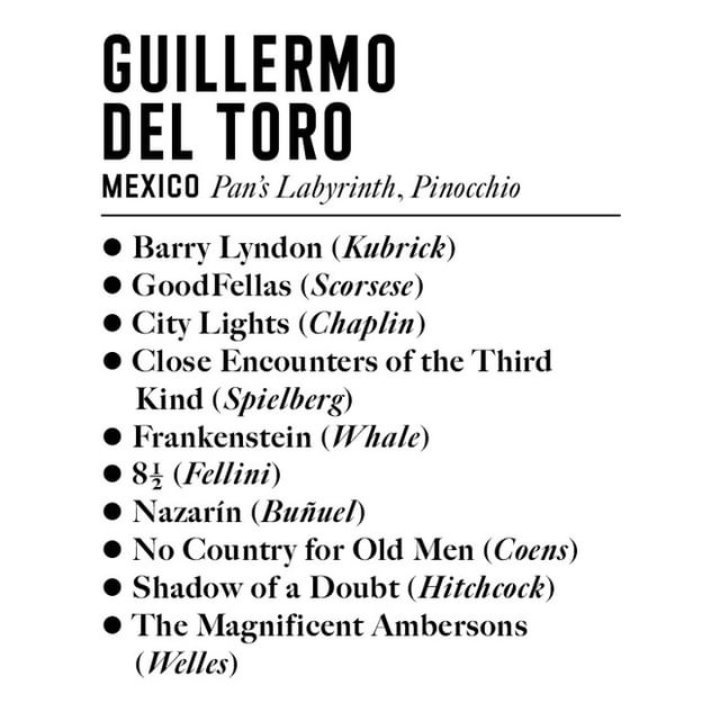 GUILLERMO
DEL TORO
MEXICO Pan's Labyrinth, Pinocchio
● Barry Lyndon (Kubrick)
● GoodFellas (Scorsese)
● City Lights (Chaplin)
● Close Encounters of the Third
Kind (Spielberg)
● Frankenstein (Whale)
● 8½ (Fellini)
● Nazarín (Buñuel)
● No Country for Old Men (Coens)
● Shadow of a Doubt (Hitchcock)
● The Magnificent Ambersons
(Welles)